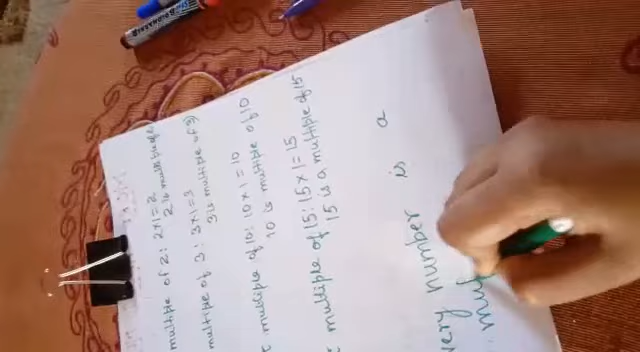 multiple of 2 : 2×1=2
2 is multiple of 2
multiple of 3 : 3×1=3
3 is multiple of 3
multiple of 10 : 10×1=10
10 is multiple of 10
multiple of 15 : 15×1=15
15 is a multiple of 15
very number is a
mul